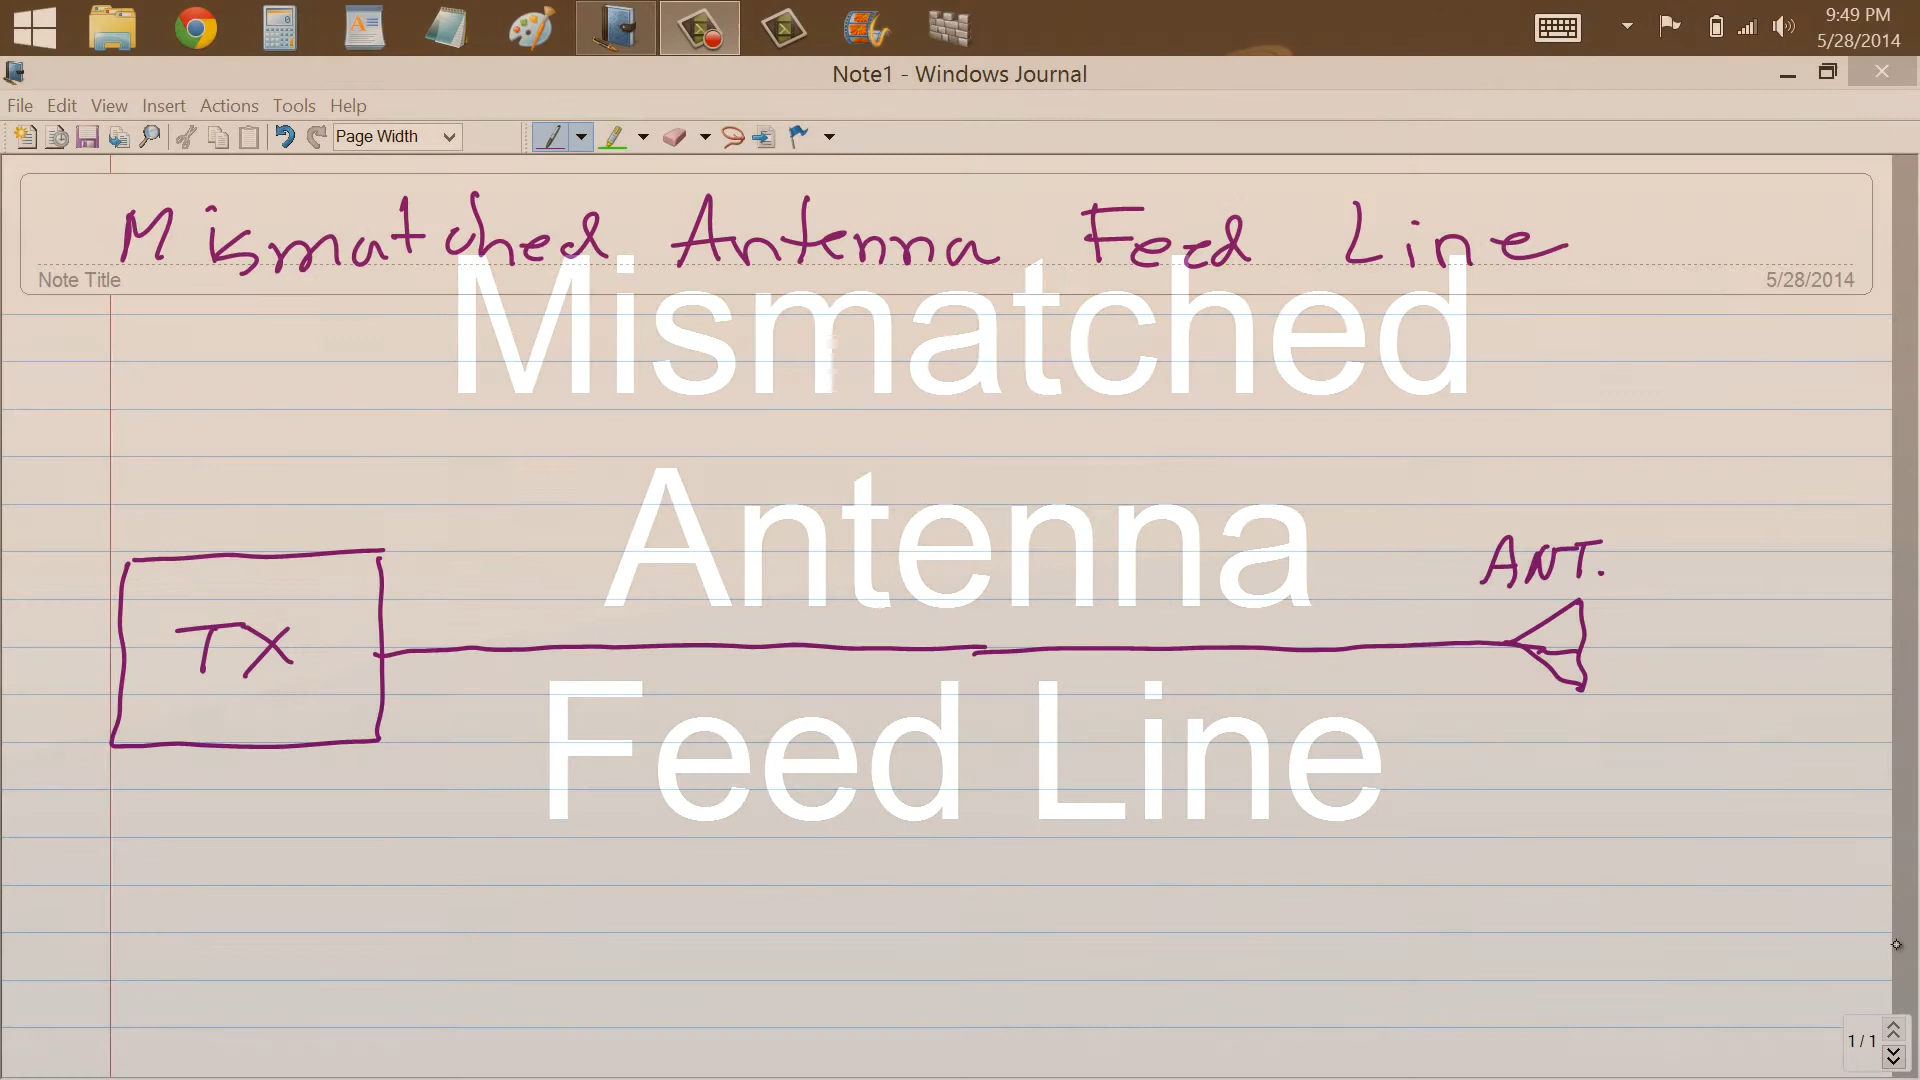 9:49 PM
5/28/2014
Note1 - Windows Journal
File Edit View Insert Actions Tools Help
Page Width
Mismatched Antenna Feed Line
Note Title
5/28/2014
Mismatched
Antenna
Feed Line
ANT.
TX
1 / 1